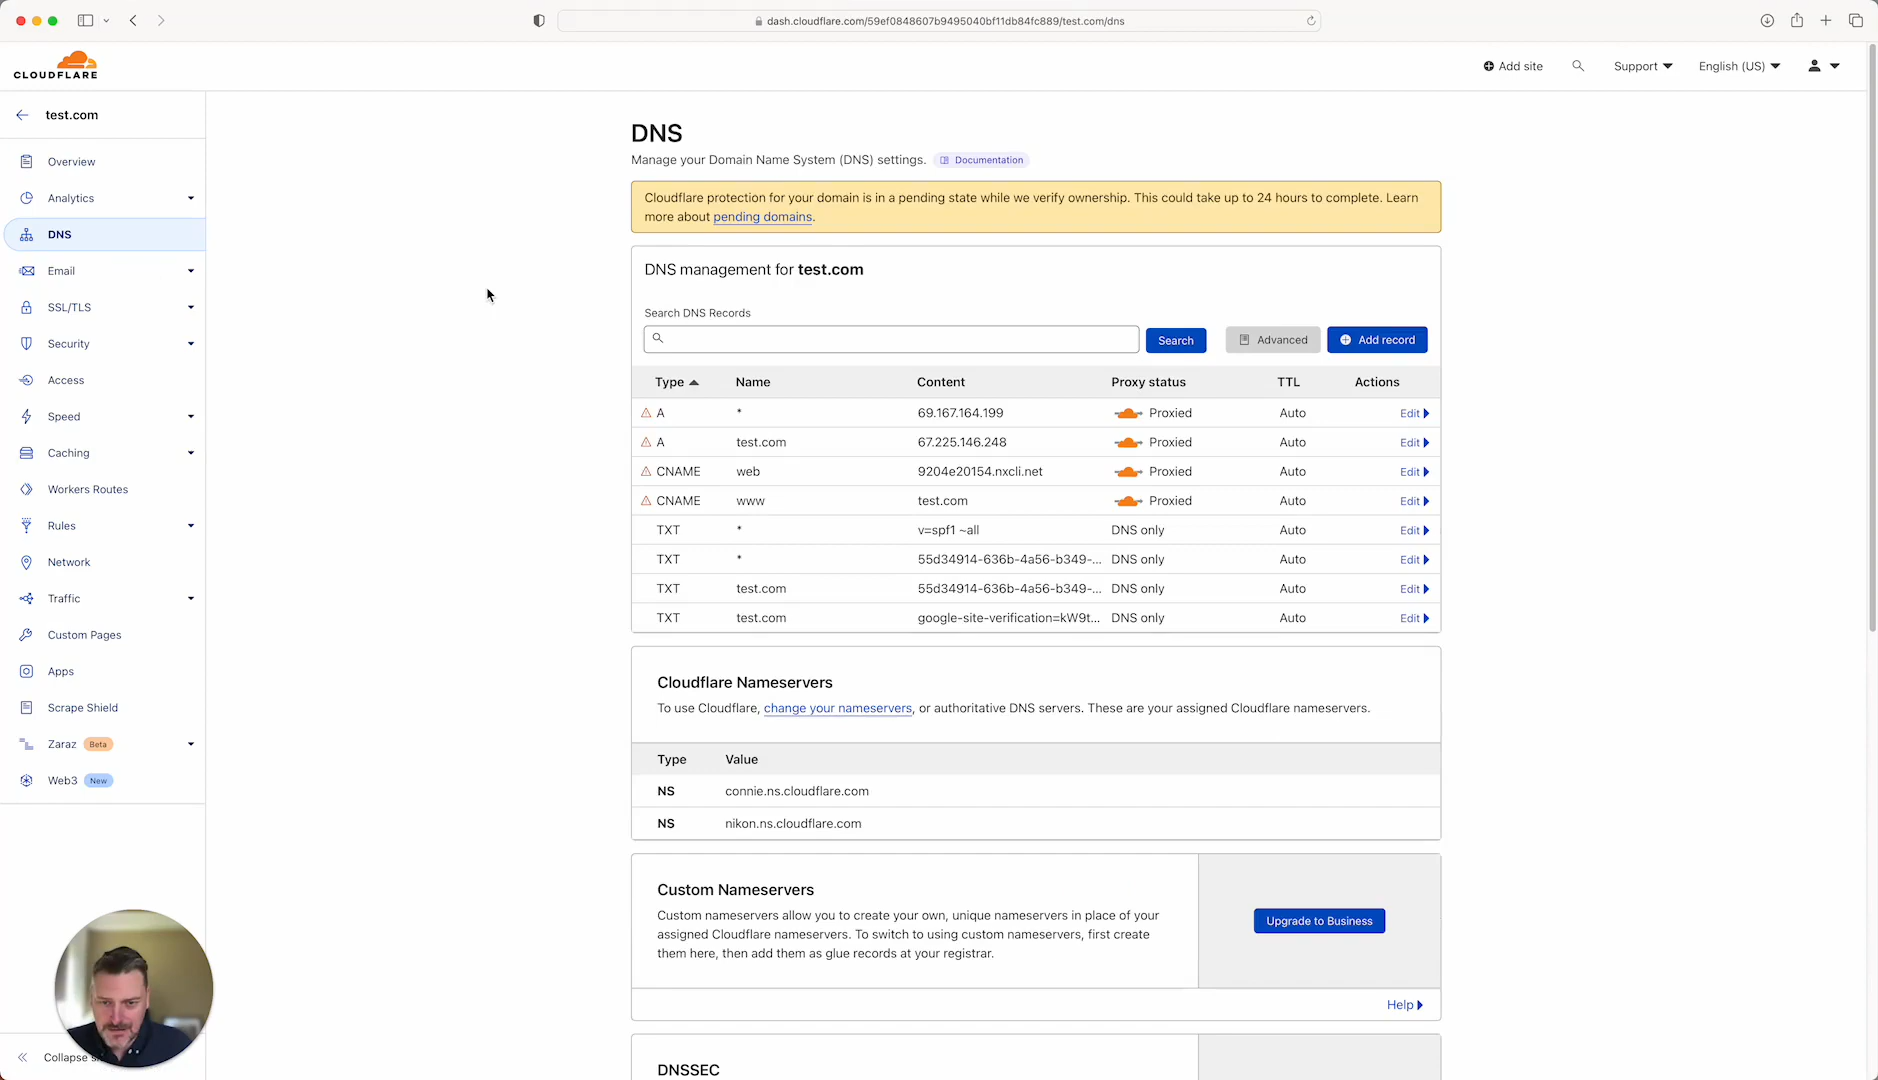 dash.cloudflare.com/59ef0848607b9495040bf11db84fc889/test.com/dns
CLOUDFLARE
Add site
Support
English (US)
test.com
Overview
Analytics
DNS
Email
SSL/TLS
Security
Access
Speed
Caching
Workers Routes
Rules
Network
Traffic
Custom Pages
Apps
Scrape Shield
Zaraz Beta
Web3 New
Collapse
DNS
Manage your Domain Name System (DNS) settings. Documentation
Cloudflare protection for your domain is in a pending state while we verify ownership. This could take up to 24 hours to complete. Learn
more about pending domains.
DNS management for test.com
Search DNS Records
Search Advanced Add record
Type Name Content Proxy status TTL Actions
A * 69.167.164.199 Proxied Auto Edit
A test.com 67.225.146.248 Proxied Auto Edit
CNAME web 9204e20154.nxcli.net Proxied Auto Edit
CNAME www test.com Proxied Auto Edit
TXT * v=spf1 ~all DNS only Auto Edit
TXT * 55d34914-636b-4a56-b349-... DNS only Auto Edit
TXT test.com 55d34914-636b-4a56-b349-... DNS only Auto Edit
TXT test.com google-site-verification=kW9t... DNS only Auto Edit
Cloudflare Nameservers
To use Cloudflare, change your nameservers, or authoritative DNS servers. These are your assigned Cloudflare nameservers.
Type Value
NS connie.ns.cloudflare.com
NS nikon.ns.cloudflare.com
Custom Nameservers
Custom nameservers allow you to create your own, unique nameservers in place of your
assigned Cloudflare nameservers. To switch to using custom nameservers, first create
them here, then add them as glue records at your registrar.
Upgrade to Business
Help
DNSSEC